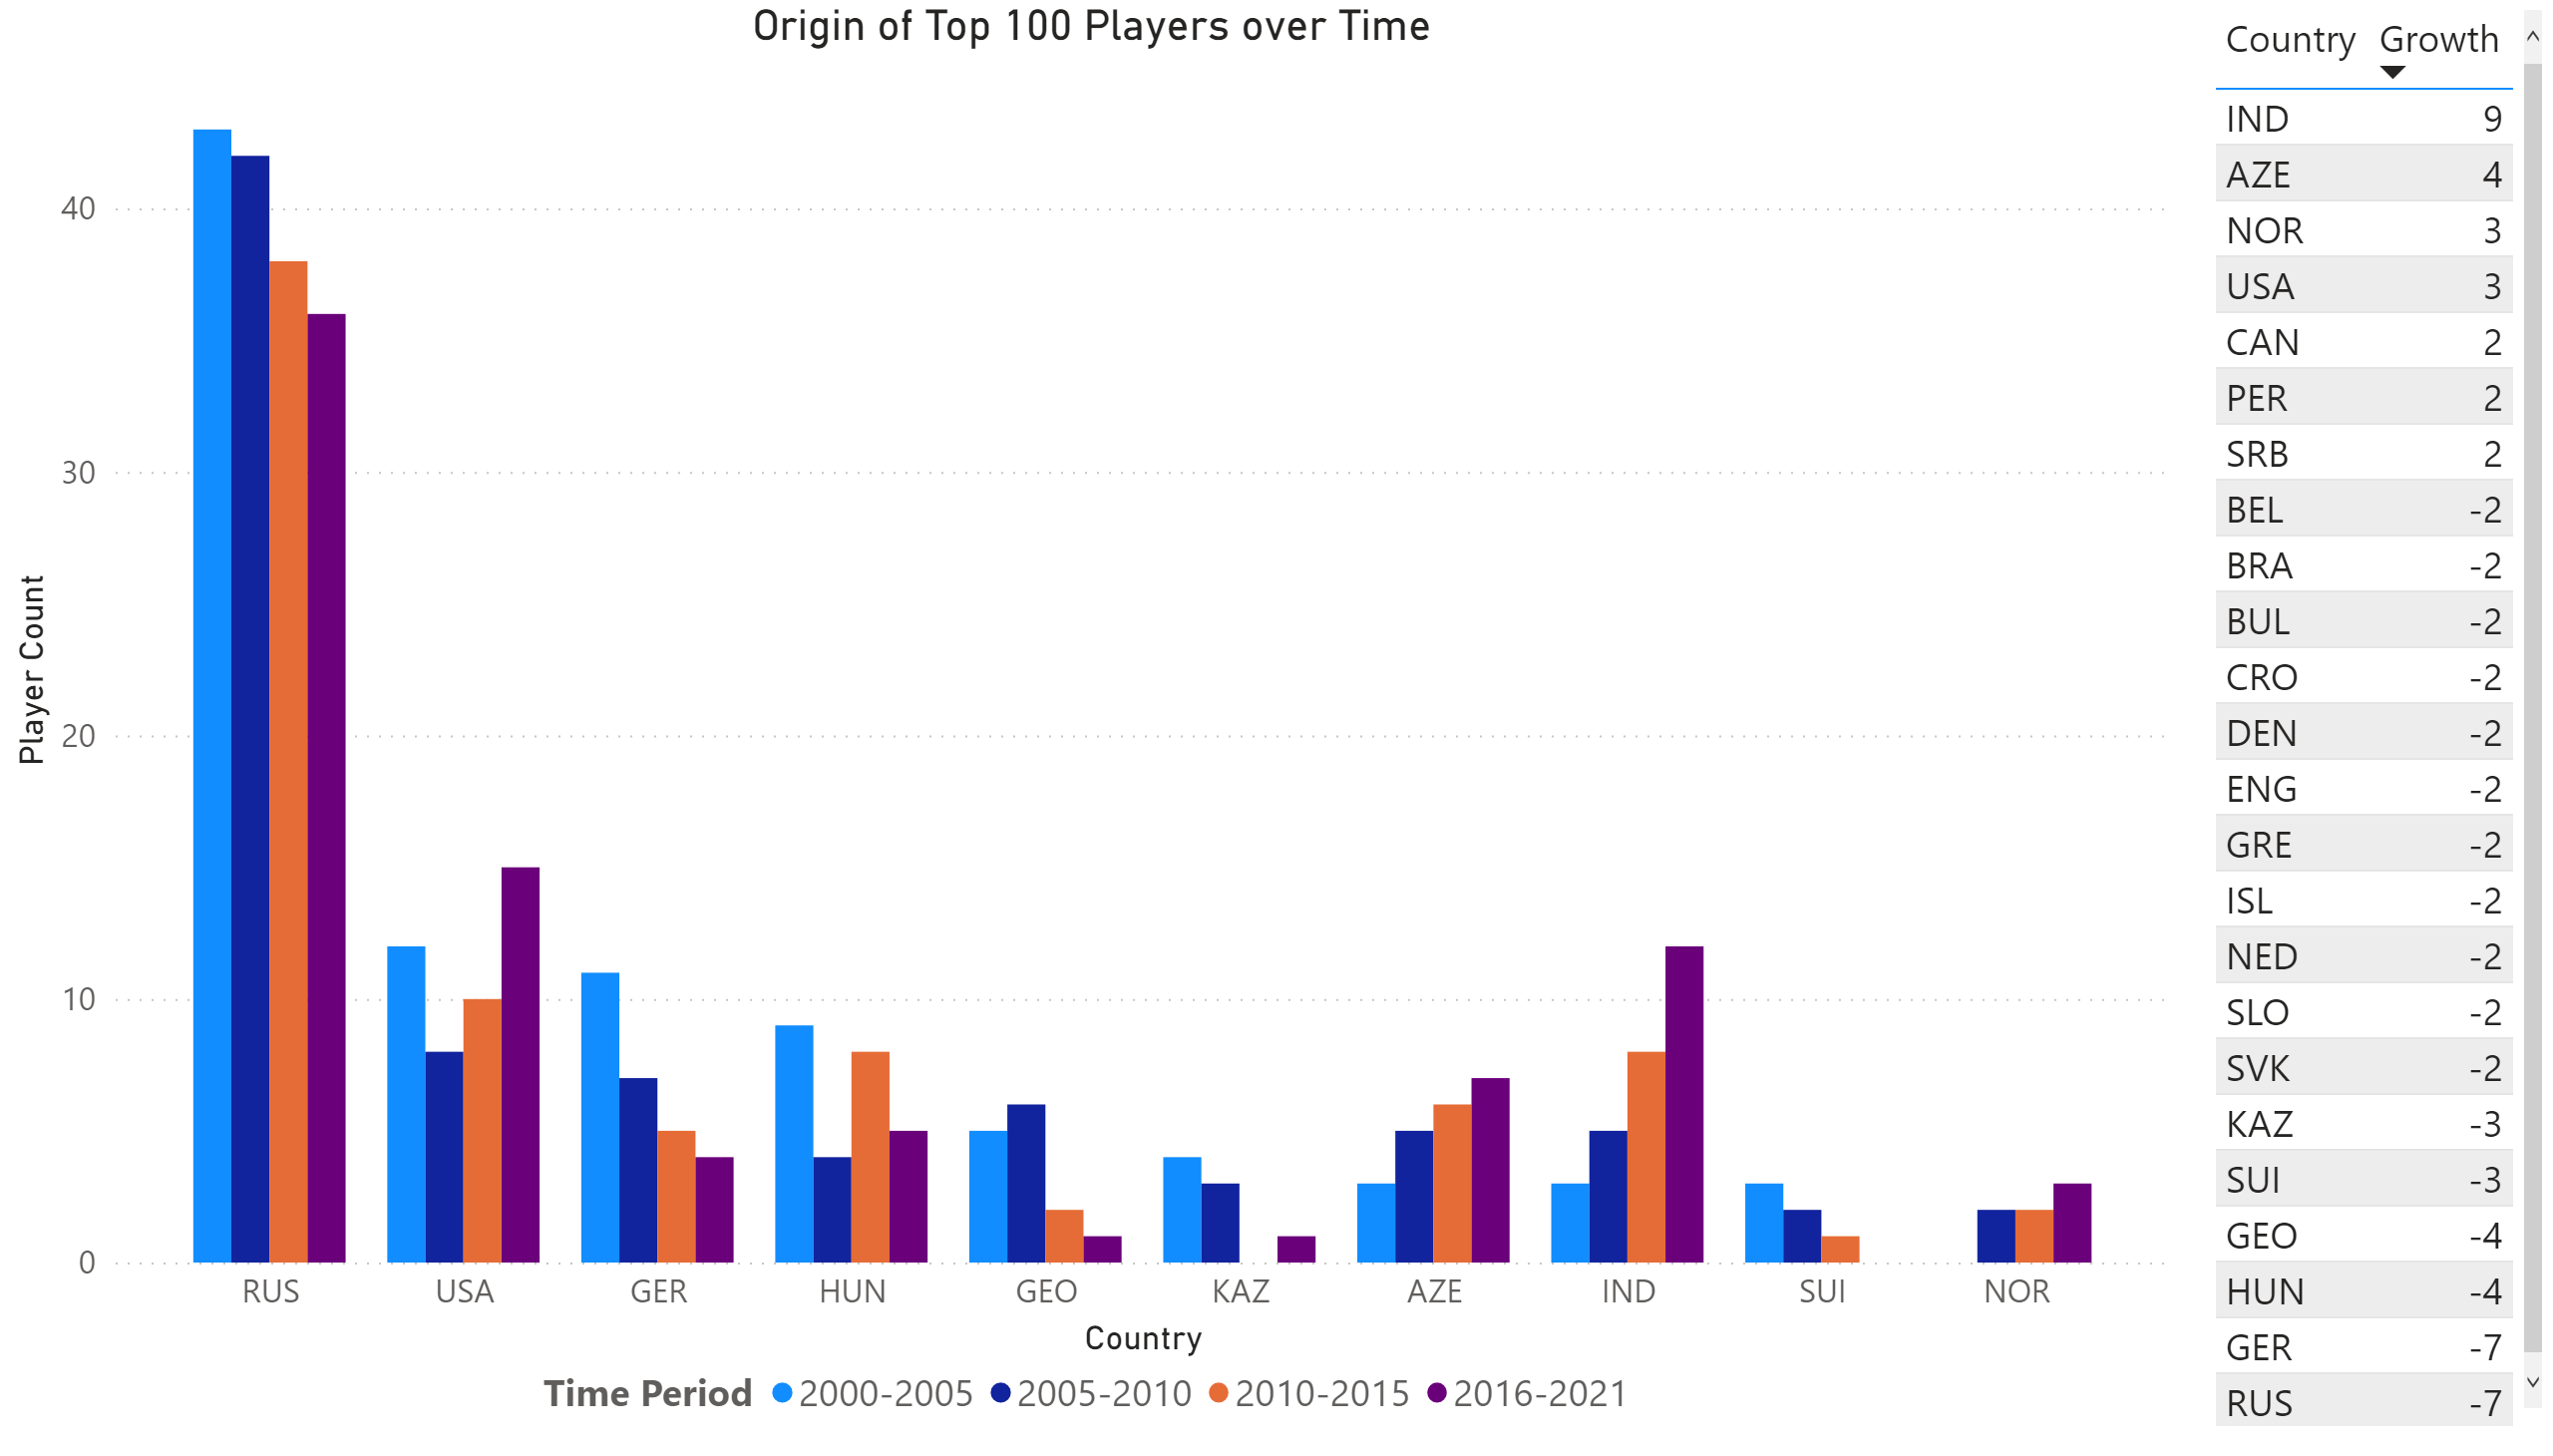 Origin of Top 100 Players over Time
Player Count
40
30
20
10
0
RUS USA GER HUN GEO KAZ AZE IND SUI NOR
Country
Time Period 2000-2005 2005-2010 2010-2015 2016-2021
Country Growth
IND 9
AZE 4
NOR 3
USA 3
CAN 2
PER 2
SRB 2
BEL -2
BRA -2
BUL -2
CRO -2
DEN -2
ENG -2
GRE -2
ISL -2
NED -2
SLO -2
SVK -2
KAZ -3
SUI -3
GEO -4
HUN -4
GER -7
RUS -7